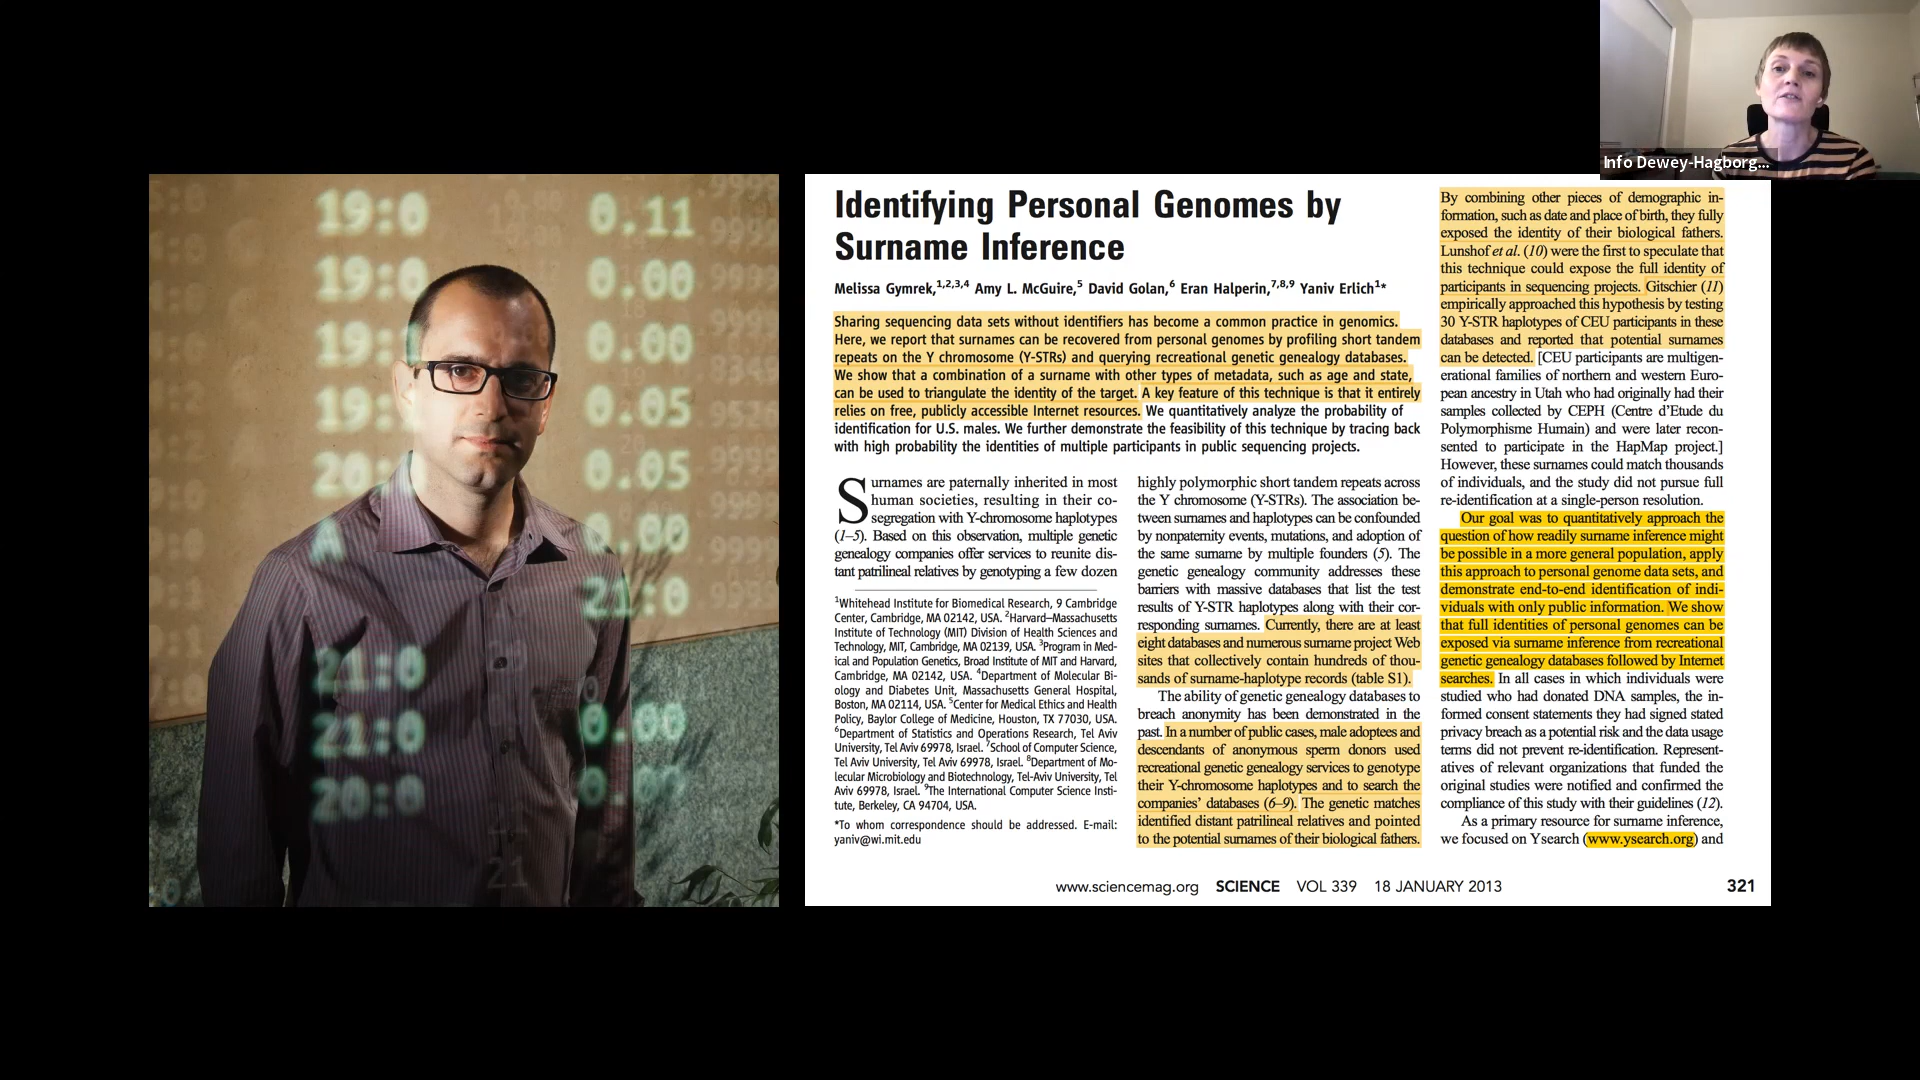 19:0 0.11
19:0 0.00
19: 0.00
19: 0.05
20: 0.05
A 0.00
21:0
21:0
21:0 0.00
20:0
21
Info Dewey-Hagborg...
Identifying Personal Genomes by
Surname Inference
Melissa Gymrek,1,2,3,4 Amy L. McGuire,5 David Golan,6 Eran Halperin,7,8,9 Yaniv Erlich1*
Sharing sequencing data sets without identifiers has become a common practice in genomics.
Here, we report that surnames can be recovered from personal genomes by profiling short tandem
repeats on the Y chromosome (Y-STRs) and querying recreational genetic genealogy databases.
We show that a combination of a surname with other types of metadata, such as age and state,
can be used to triangulate the identity of the target. A key feature of this technique is that it entirely
relies on free, publicly accessible Internet resources. We quantitatively analyze the probability of
identification for U.S. males. We further demonstrate the feasibility of this technique by tracing back
with high probability the identities of multiple participants in public sequencing projects.
Surnames are paternally inherited in most
human societies, resulting in their co-
segregation with Y-chromosome haplotypes
(1–5). Based on this observation, multiple genetic
genealogy companies offer services to reunite dis-
tant patrilineal relatives by genotyping a few dozen
1Whitehead Institute for Biomedical Research, 9 Cambridge
Center, Cambridge, MA 02142, USA. 2Harvard–Massachusetts
Institute of Technology (MIT) Division of Health Sciences and
Technology, MIT, Cambridge, MA 02139, USA. 3Program in Med-
ical and Population Genetics, Broad Institute of MIT and Harvard,
Cambridge, MA 02142, USA. 4Department of Molecular Bi-
ology and Diabetes Unit, Massachusetts General Hospital,
Boston, MA 02114, USA. 5Center for Medical Ethics and Health
Policy, Baylor College of Medicine, Houston, TX 77030, USA.
6Department of Statistics and Operations Research, Tel Aviv
University, Tel Aviv 69978, Israel. 7School of Computer Science,
Tel Aviv University, Tel Aviv 69978, Israel. 8Department of Mo-
lecular Microbiology and Biotechnology, Tel-Aviv University, Tel
Aviv 69978, Israel. 9The International Computer Science Insti-
tute, Berkeley, CA 94704, USA.
*To whom correspondence should be addressed. E-mail:
yaniv@wi.mit.edu
highly polymorphic short tandem repeats across
the Y chromosome (Y-STRs). The association be-
tween surnames and haplotypes can be confounded
by nonpaternity events, mutations, and adoption of
the same surname by multiple founders (5). The
genetic genealogy community addresses these
barriers with massive databases that list the test
results of Y-STR haplotypes along with their cor-
responding surnames. Currently, there are at least
eight databases and numerous surname project Web
sites that collectively contain hundreds of thou-
sands of surname-haplotype records (table S1).
The ability of genetic genealogy databases to
breach anonymity has been demonstrated in the
past. In a number of public cases, male adoptees and
descendants of anonymous sperm donors used
recreational genetic genealogy services to genotype
their Y-chromosome haplotypes and to search the
companies' databases (6–9). The genetic matches
identified distant patrilineal relatives and pointed
to the potential surnames of their biological fathers.
By combining other pieces of demographic in-
formation, such as date and place of birth, they fully
exposed the identity of their biological fathers.
Lunshof et al. (10) were the first to speculate that
this technique could expose the full identity of
participants in sequencing projects. Gitschier (11)
empirically approached this hypothesis by testing
30 Y-STR haplotypes of CEU participants in these
databases and reported that potential surnames
can be detected. [CEU participants are multigen-
erational families of northern and western Euro-
pean ancestry in Utah who had originally had their
samples collected by CEPH (Centre d'Etude du
Polymorphisme Humain) and were later recon-
sented to participate in the HapMap project.]
However, these surnames could match thousands
of individuals, and the study did not pursue full
re-identification at a single-person resolution.
Our goal was to quantitatively approach the
question of how readily surname inference might
be possible in a more general population, apply
this approach to personal genome data sets, and
demonstrate end-to-end identification of indi-
viduals with only public information. We show
that full identities of personal genomes can be
exposed via surname inference from recreational
genetic genealogy databases followed by Internet
searches. In all cases in which individuals were
studied who had donated DNA samples, the in-
formed consent statements they had signed stated
privacy breach as a potential risk and the data usage
terms did not prevent re-identification. Represent-
atives of relevant organizations that funded the
original studies were notified and confirmed the
compliance of this study with their guidelines (12).
As a primary resource for surname inference,
we focused on Ysearch (www.ysearch.org) and
www.sciencemag.org SCIENCE VOL 339 18 JANUARY 2013 321